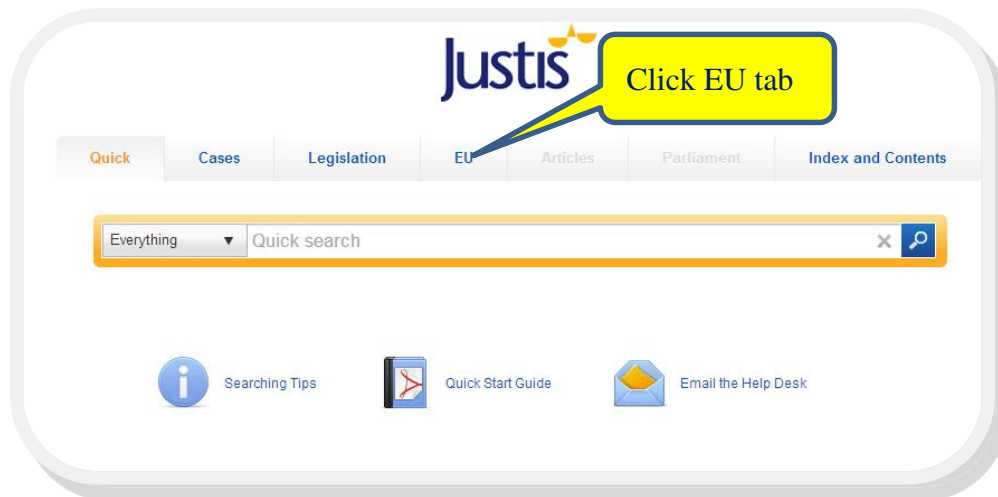 Justis
Click EU tab
Quick Cases Legislation EU Articles Parliament Index and Contents
Everything Quick search
Searching Tips Quick Start Guide Email the Help Desk